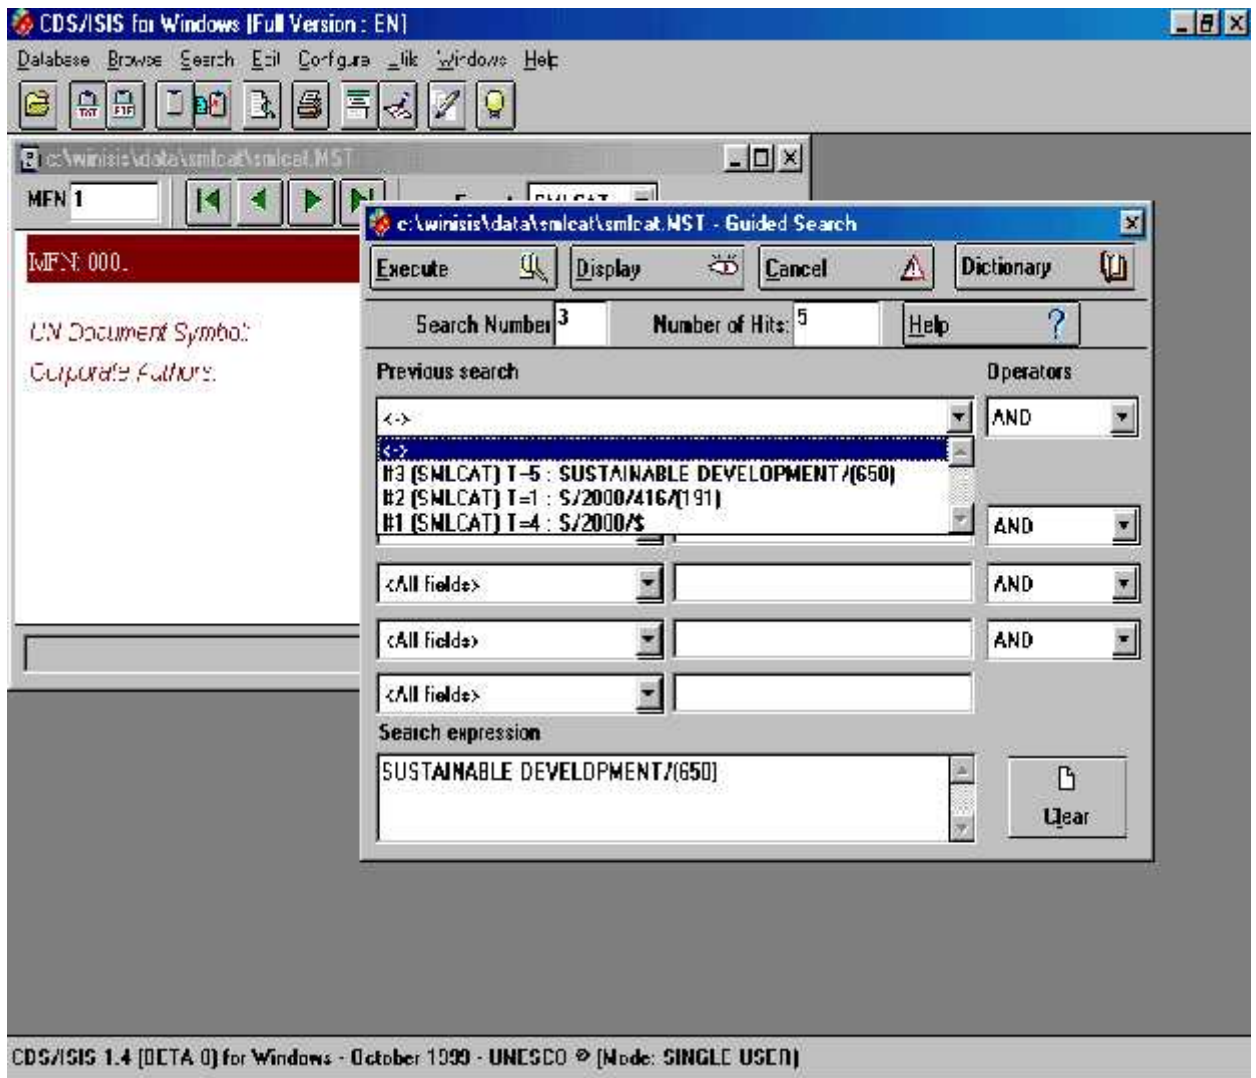 CDS/ISIS for Windows [Full Version : EN]
Database Browse Search Edit Configure Utils Windows Help
c:\winisis\data\smlcat\smlcat.MST
MFN 1
SMLCAT
MFN: 000.
UN Document Symbol:
Corporate Authors:
c:\winisis\data\smlcat\smlcat.MST - Guided Search
Execute Display Cancel Dictionary
Search Number 3 Number of Hits: 5 Help ?
Previous search Operators
<-> AND
<->
#3 (SMLCAT) T=5 : SUSTAINABLE DEVELOPMENT/(650)
#2 (SMLCAT) T=1 : S/2000/416/(191)
#1 (SMLCAT) T=4 : S/2000/$
AND
<All fields> AND
<All fields> AND
<All fields>
Search expression
SUSTAINABLE DEVELOPMENT/(650)
Clear
CDS/ISIS 1.4 [BETA 0] for Windows - October 1999 - UNESCO © [Mode: SINGLE USER]